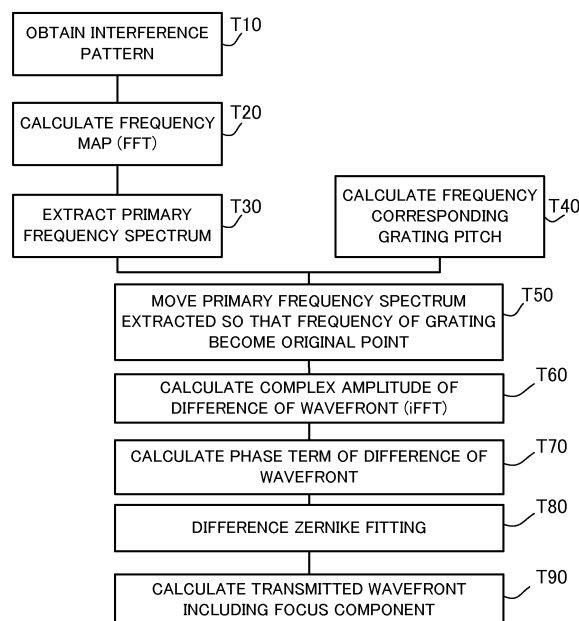 OBTAIN INTERFERENCE
PATTERN
T10
CALCULATE FREQUENCY
MAP (FFT)
T20
EXTRACT PRIMARY
FREQUENCY SPECTRUM
T30
CALCULATE FREQUENCY
CORRESPONDING
GRATING PITCH
T40
MOVE PRIMARY FREQUENCY SPECTRUM
EXTRACTED SO THAT FREQUENCY OF GRATING
BECOME ORIGINAL POINT
T50
CALCULATE COMPLEX AMPLITUDE OF
DIFFERENCE OF WAVEFRONT (iFFT)
T60
CALCULATE PHASE TERM OF DIFFERENCE OF
WAVEFRONT
T70
DIFFERENCE ZERNIKE FITTING
T80
CALCULATE TRANSMITTED WAVEFRONT
INCLUDING FOCUS COMPONENT
T90